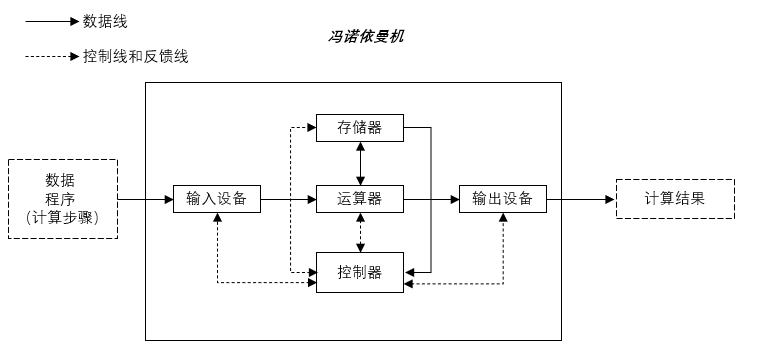 数据线
冯诺依曼机
控制线和反馈线
存储器
数据
程序
(计算步骤)
输入设备
运算器
输出设备
计算结果
控制器